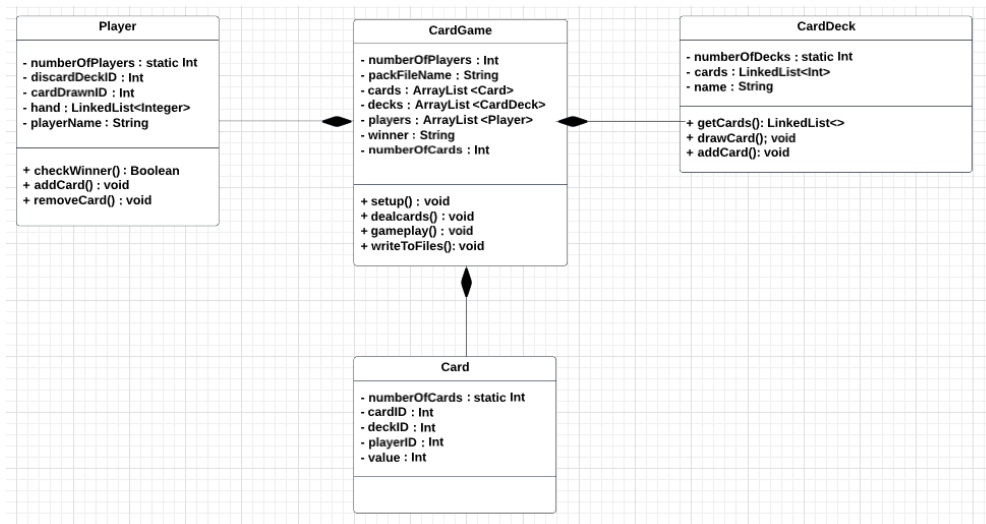 Player
- numberOfPlayers : static Int
- discardDeckID : Int
- cardDrawnID : Int
- hand : LinkedList<Integer>
- playerName : String
+ checkWinner() : Boolean
+ addCard() : void
+ removeCard() : void
CardGame
- numberOfPlayers : Int
- packFileName : String
- cards : ArrayList <Card>
- decks : ArrayList <CardDeck>
- players : ArrayList <Player>
- winner : String
- numberOfCards : Int
+ setup() : void
+ dealcards() : void
+ gameplay() : void
+ writeToFiles(): void
CardDeck
- numberOfDecks : static Int
- cards : LinkedList<Int>
- name : String
+ getCards(): LinkedList<>
+ drawCard(); void
+ addCard(): void
Card
- numberOfCards : static Int
- cardID : Int
- deckID : Int
- playerID : Int
- value : Int